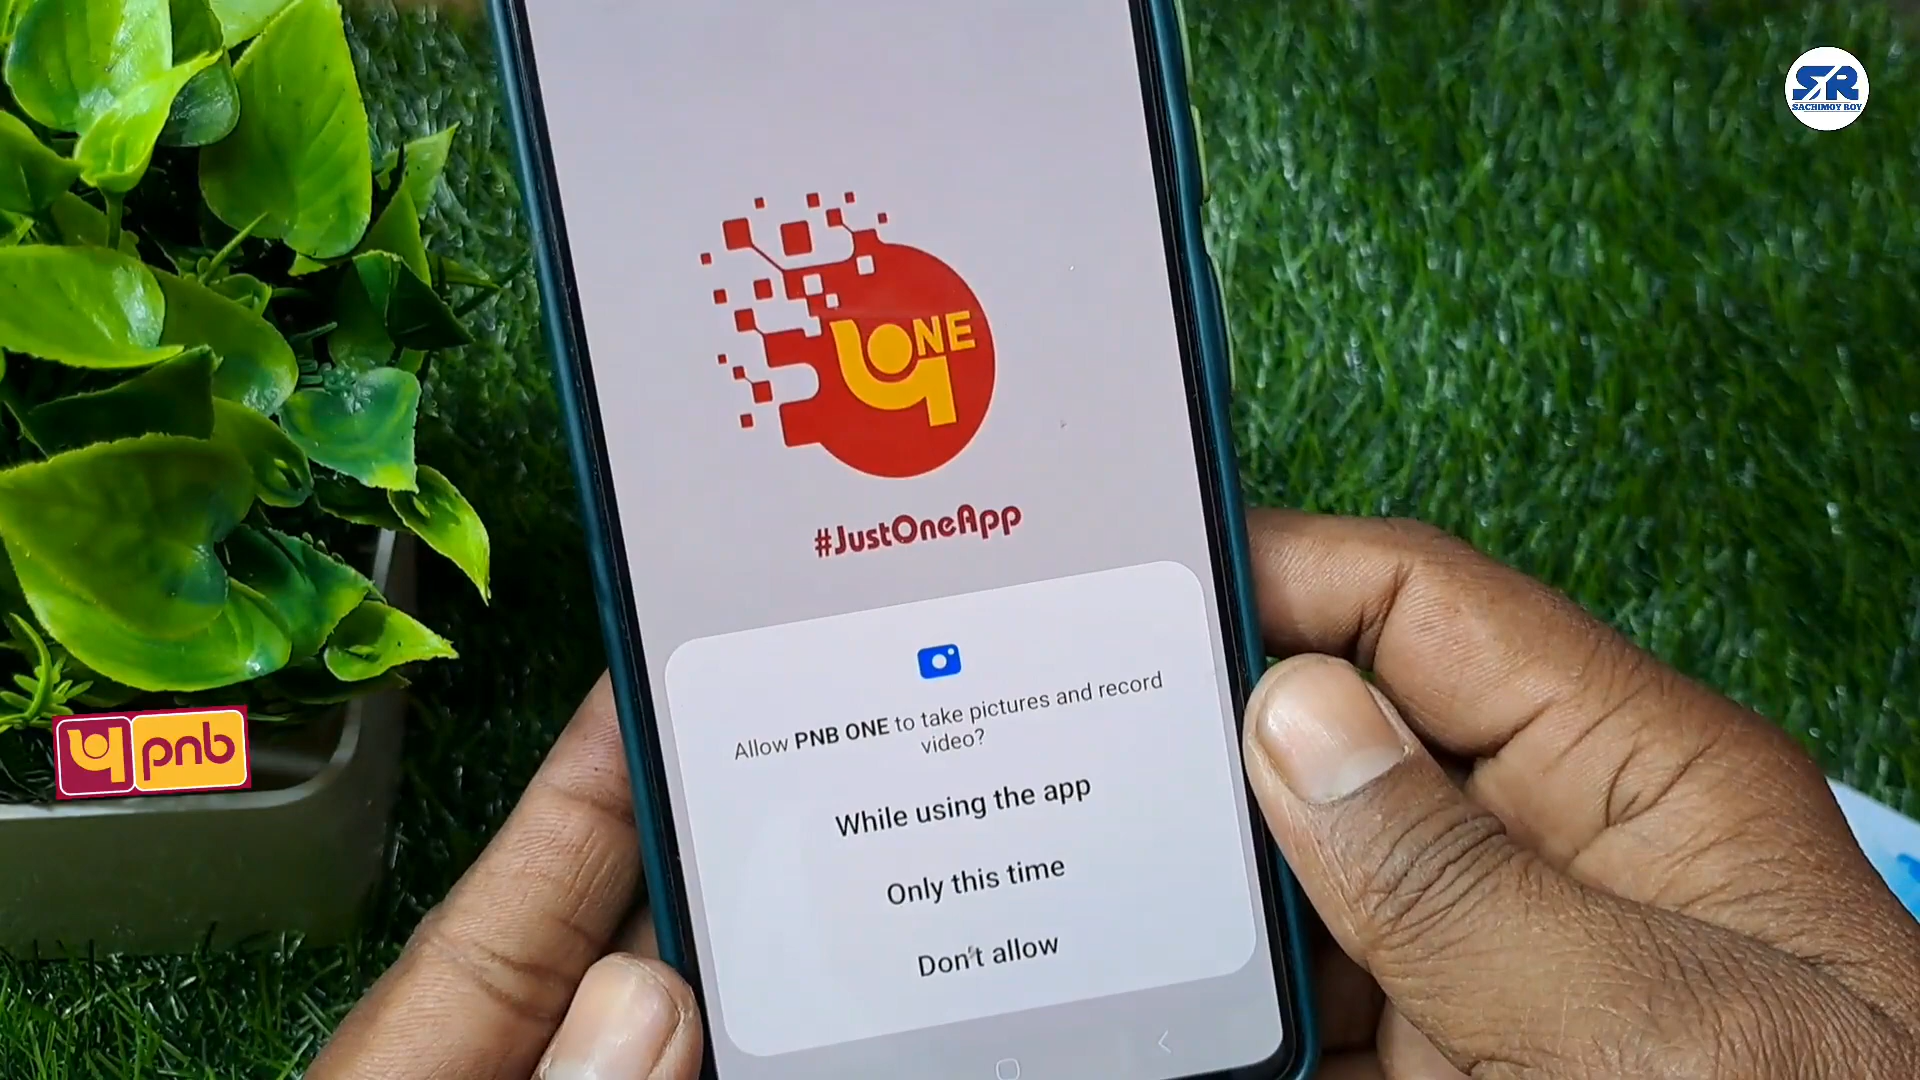 SR
SACHIMOY ROY
ONE
#JustOneApp
Allow PNB ONE to take pictures and record
video?
While using the app
Only this time
Don't allow
pnb